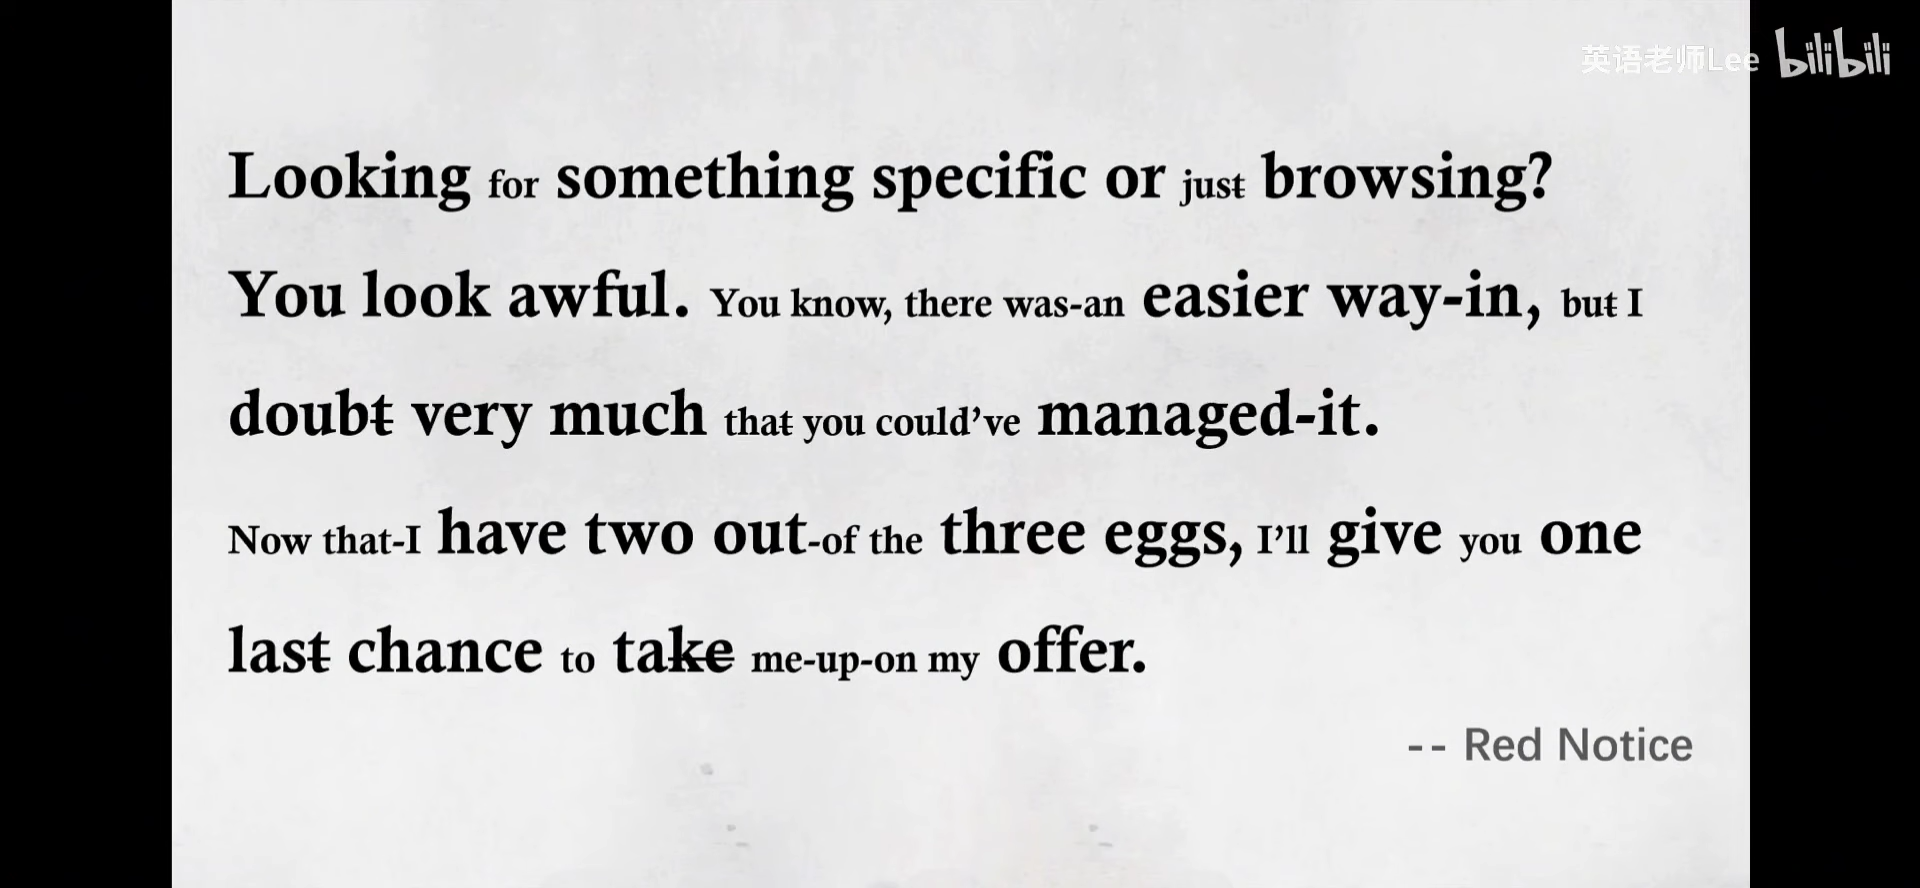 英语老师Lee bilibili
Looking for something specific or just browsing?
You look awful. You know, there was-an easier way-in, but I
doubt very much that you could've managed-it.
Now that-I have two out-of the three eggs, I'll give you one
last chance to take me-up-on my offer.
-- Red Notice